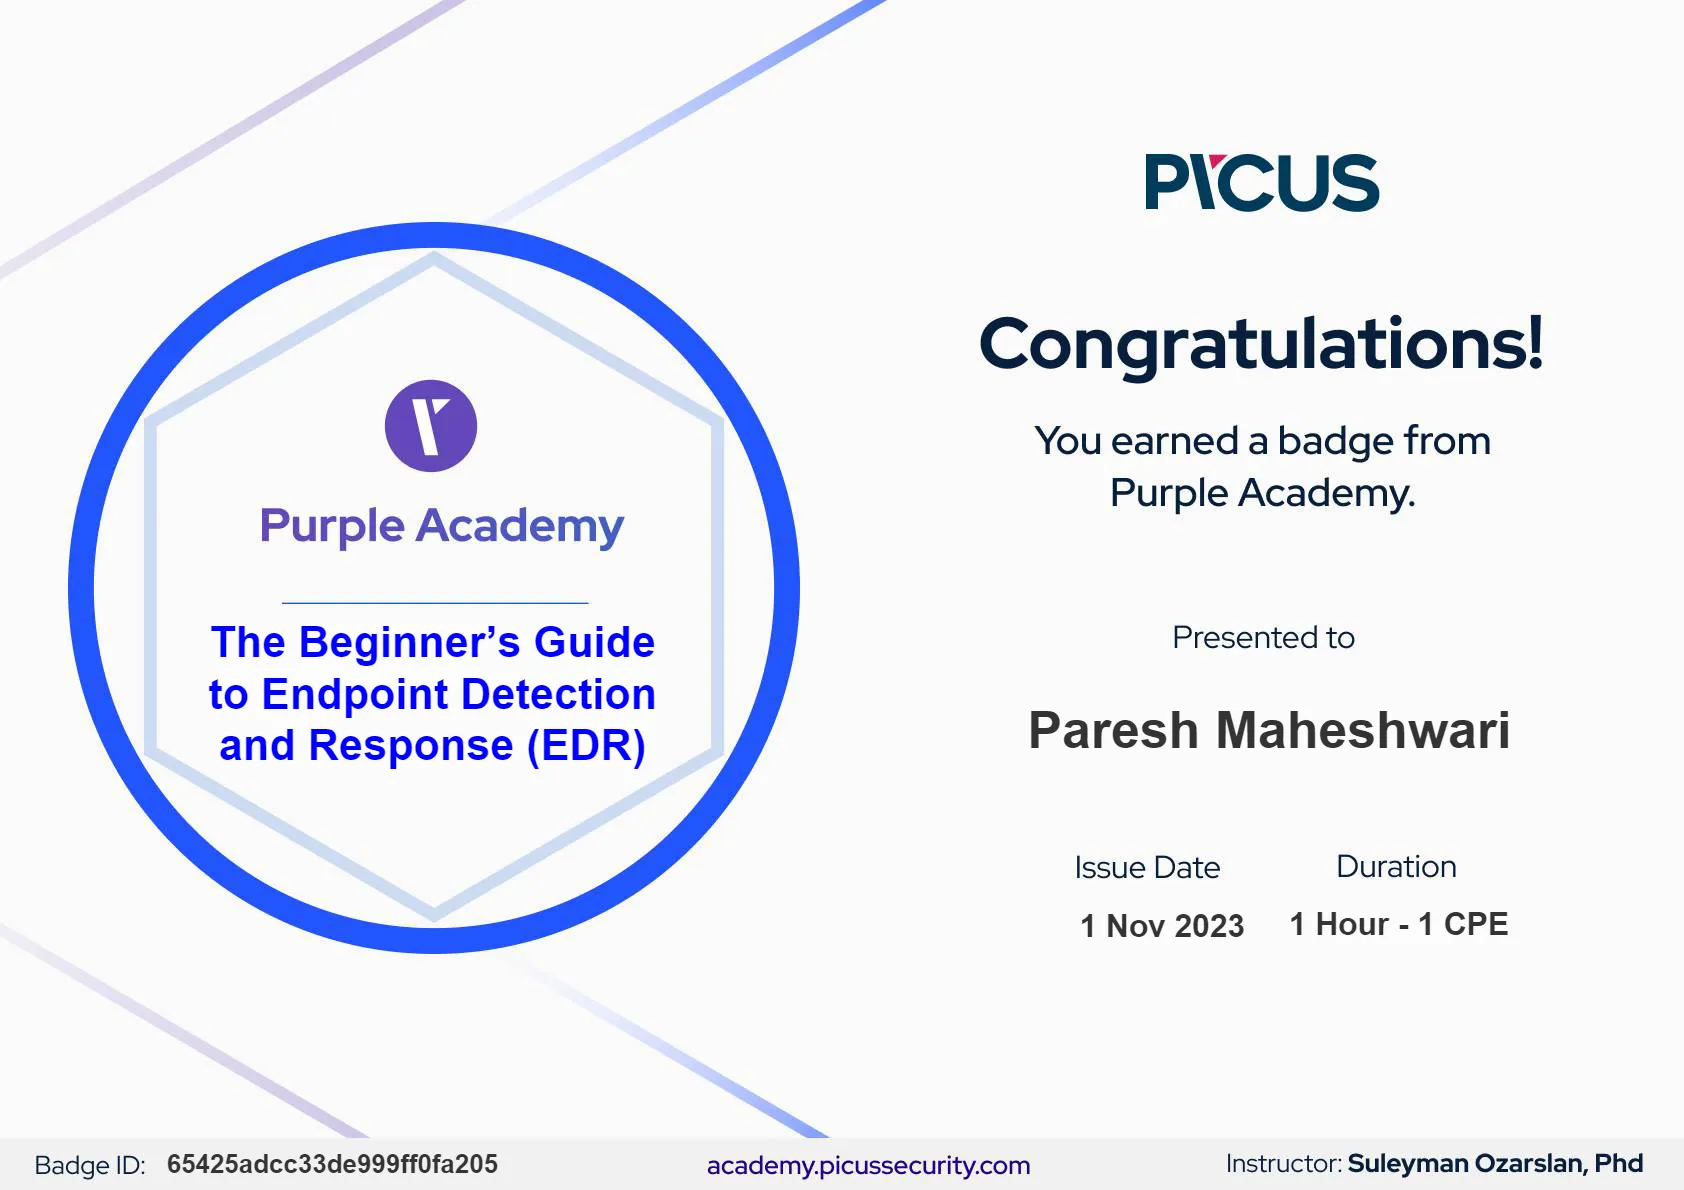 PICUS
Congratulations!
You earned a badge from
Purple Academy.
Purple Academy
The Beginner’s Guide
to Endpoint Detection
and Response (EDR)
Presented to
Paresh Maheshwari
Issue Date
1 Nov 2023
Duration
1 Hour - 1 CPE
Badge ID: 65425adcc33de999ff0fa205
academy.picussecurity.com
Instructor: Suleyman Ozarslan, Phd